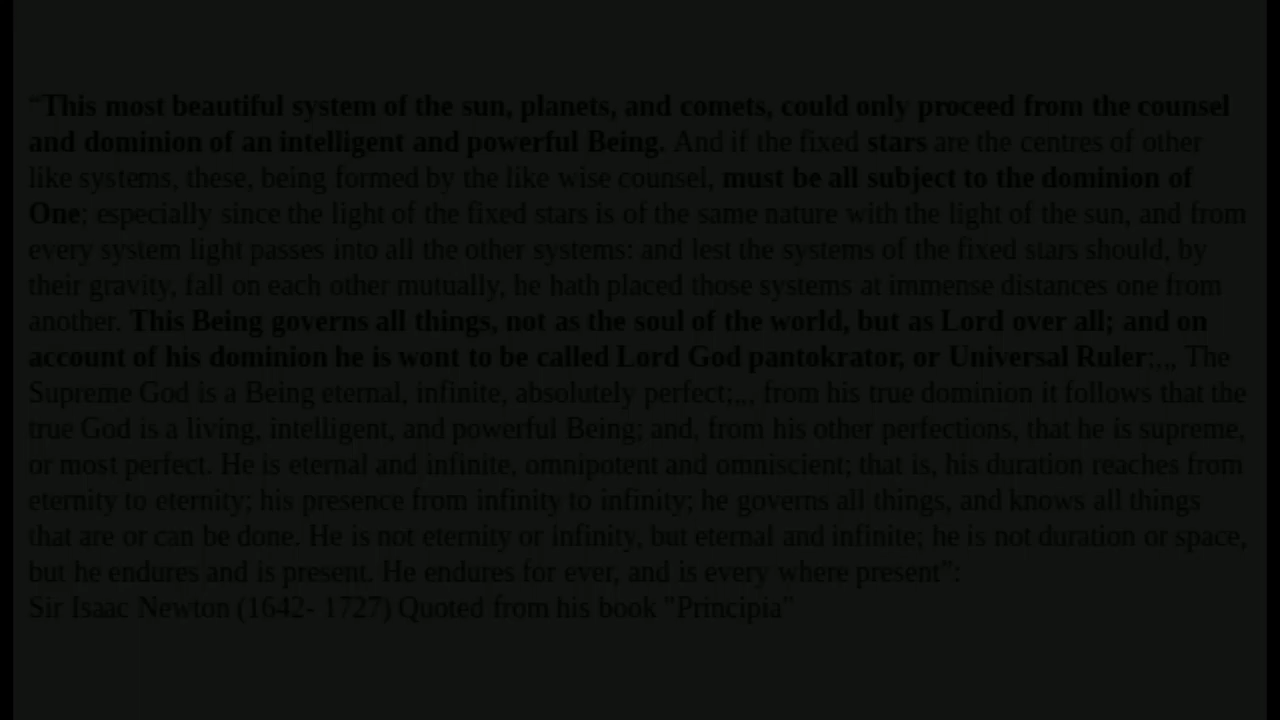 “This most beautiful system of the sun, planets, and comets, could only proceed from the counsel
and dominion of an intelligent and powerful Being. And if the fixed stars are the centres of other
like systems, these, being formed by the like wise counsel, must be all subject to the dominion of
One; especially since the light of the fixed stars is of the same nature with the light of the sun, and from
every system light passes into all the other systems: and lest the systems of the fixed stars should, by
their gravity, fall on each other mutually, he hath placed those systems at immense distances one from
another. This Being governs all things, not as the soul of the world, but as Lord over all; and on
account of his dominion he is wont to be called Lord God pantokrator, or Universal Ruler;.,, The
Supreme God is a Being eternal, infinite, absolutely perfect;,., from his true dominion it follows that the
true God is a living, intelligent, and powerful Being; and, from his other perfections, that he is supreme,
or most perfect. He is eternal and infinite, omnipotent and omniscient; that is, his duration reaches from
eternity to eternity; his presence from infinity to infinity; he governs all things, and knows all things
that are or can be done. He is not eternity or infinity, but eternal and infinite; he is not duration or space,
but he endures and is present. He endures for ever, and is every where present”:
Sir Isaac Newton (1642- 1727) Quoted from his book "Principia"